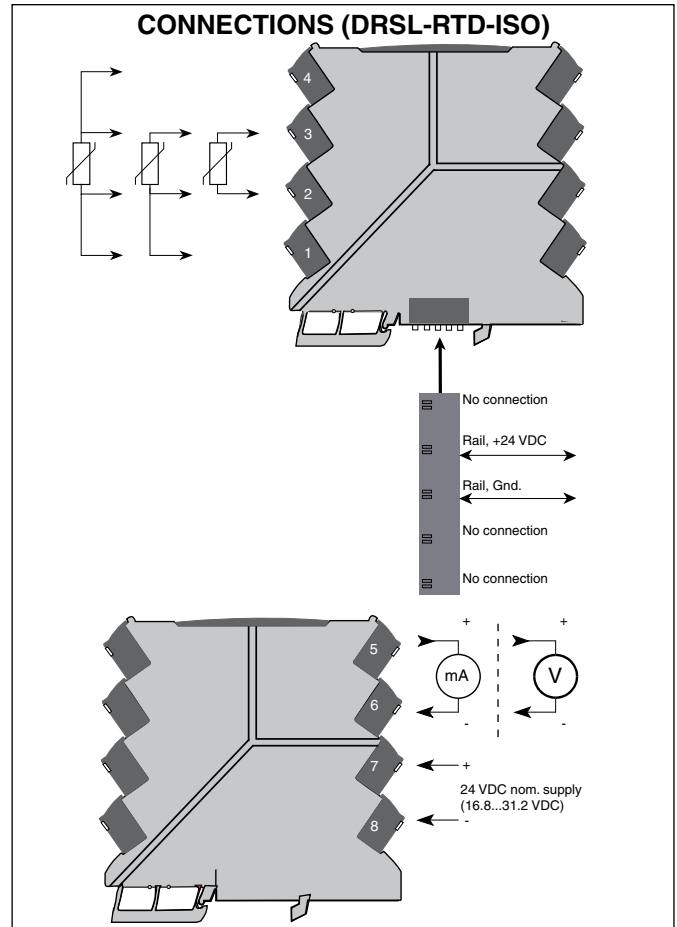 CONNECTIONS (DRSL-RTD-ISO)
4
3
2
1
No connection
Rail, +24 VDC
Rail, Gnd.
No connection
No connection
5
6
7
8
+
mA
-
+
V
-
+
24 VDC nom. supply
(16.8...31.2 VDC)
-